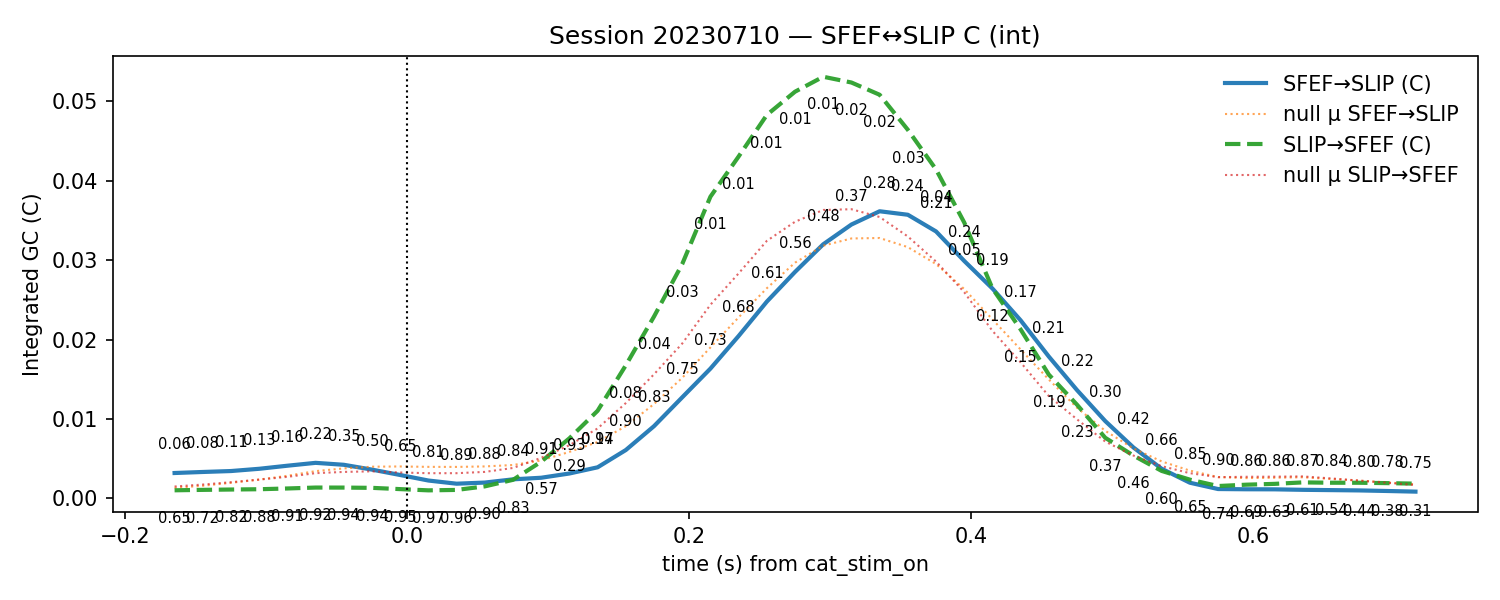 Session 20230710 — SFEF↔SLIP C (int)
Integrated GC (C)
0.05
0.04
0.03
0.02
0.01
0.00
SFEF→SLIP (C)
null μ SFEF→SLIP
SLIP→SFEF (C)
null μ SLIP→SFEF
0.06 0.08 0.11 0.13 0.16 0.22 0.35 0.50 0.65 0.81 0.89 0.88 0.84 0.91 0.93 0.97 0.90 0.83 0.75 0.73 0.68 0.61 0.56 0.48 0.37 0.28 0.24 0.21 0.24 0.19 0.17 0.21 0.22 0.30 0.42 0.66 0.85 0.90 0.86 0.86 0.87 0.84 0.80 0.78 0.75
0.65 0.72 0.82 0.88 0.91 0.92 0.94 0.94 0.95 0.97 0.96 0.90 0.83 0.57 0.29 0.14 0.08 0.04 0.03 0.01 0.01 0.01 0.01 0.01 0.02 0.02 0.03 0.04 0.05 0.12 0.15 0.19 0.23 0.37 0.46 0.60 0.65 0.74 0.69 0.63 0.61 0.54 0.44 0.38 0.31
−0.2 0.0 0.2 0.4 0.6
time (s) from cat_stim_on